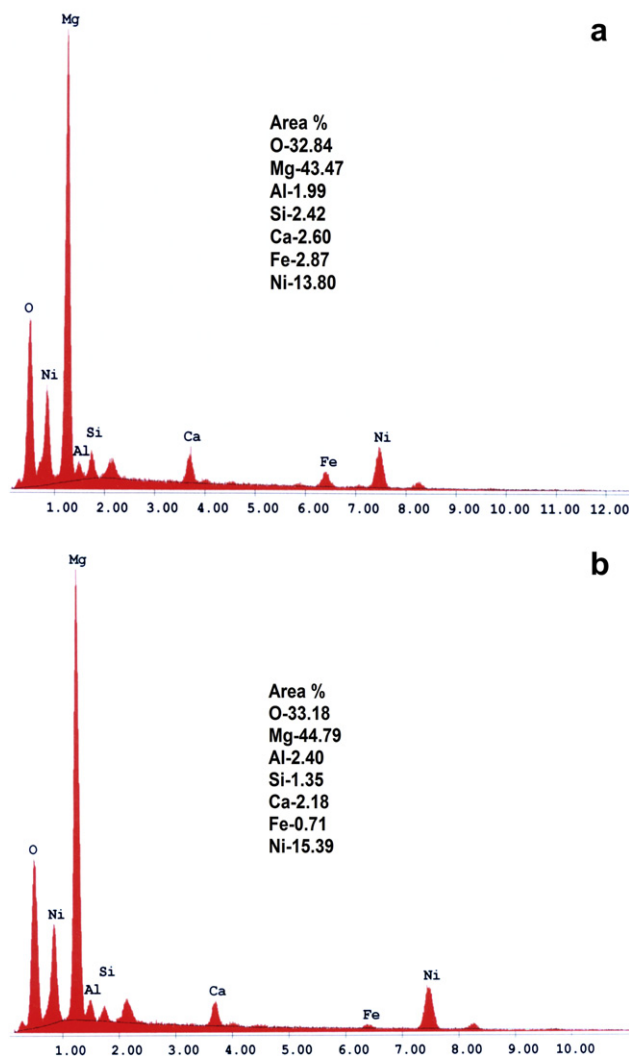 Mg
a
Area %
O-32.84
Mg-43.47
Al-1.99
Si-2.42
Ca-2.60
Fe-2.87
Ni-13.80
O
Ni
Si
Al
Ca
Fe
Ni
1.00 2.00 3.00 4.00 5.00 6.00 7.00 8.00 9.00 10.00 11.00 12.00
Mg
b
Area %
O-33.18
Mg-44.79
Al-2.40
Si-1.35
Ca-2.18
Fe-0.71
Ni-15.39
O
Ni
Si
Al
Ca
Fe
Ni
1.00 2.00 3.00 4.00 5.00 6.00 7.00 8.00 9.00 10.00